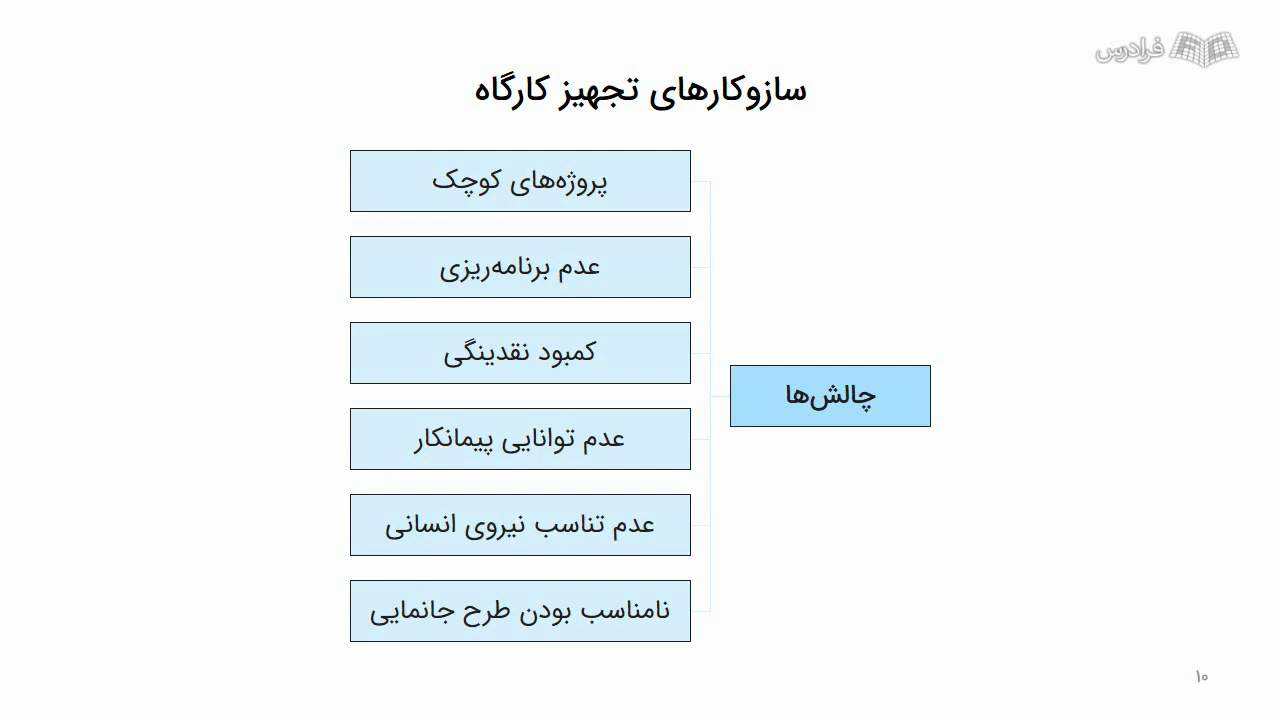 فرادرس
سازوکارهای تجهیز کارگاه
چالش‌ها
پروژه‌های کوچک
عدم برنامه‌ریزی
کمبود نقدینگی
عدم توانایی پیمانکار
عدم تناسب نیروی انسانی
نامناسب بودن طرح جانمایی
۱۰